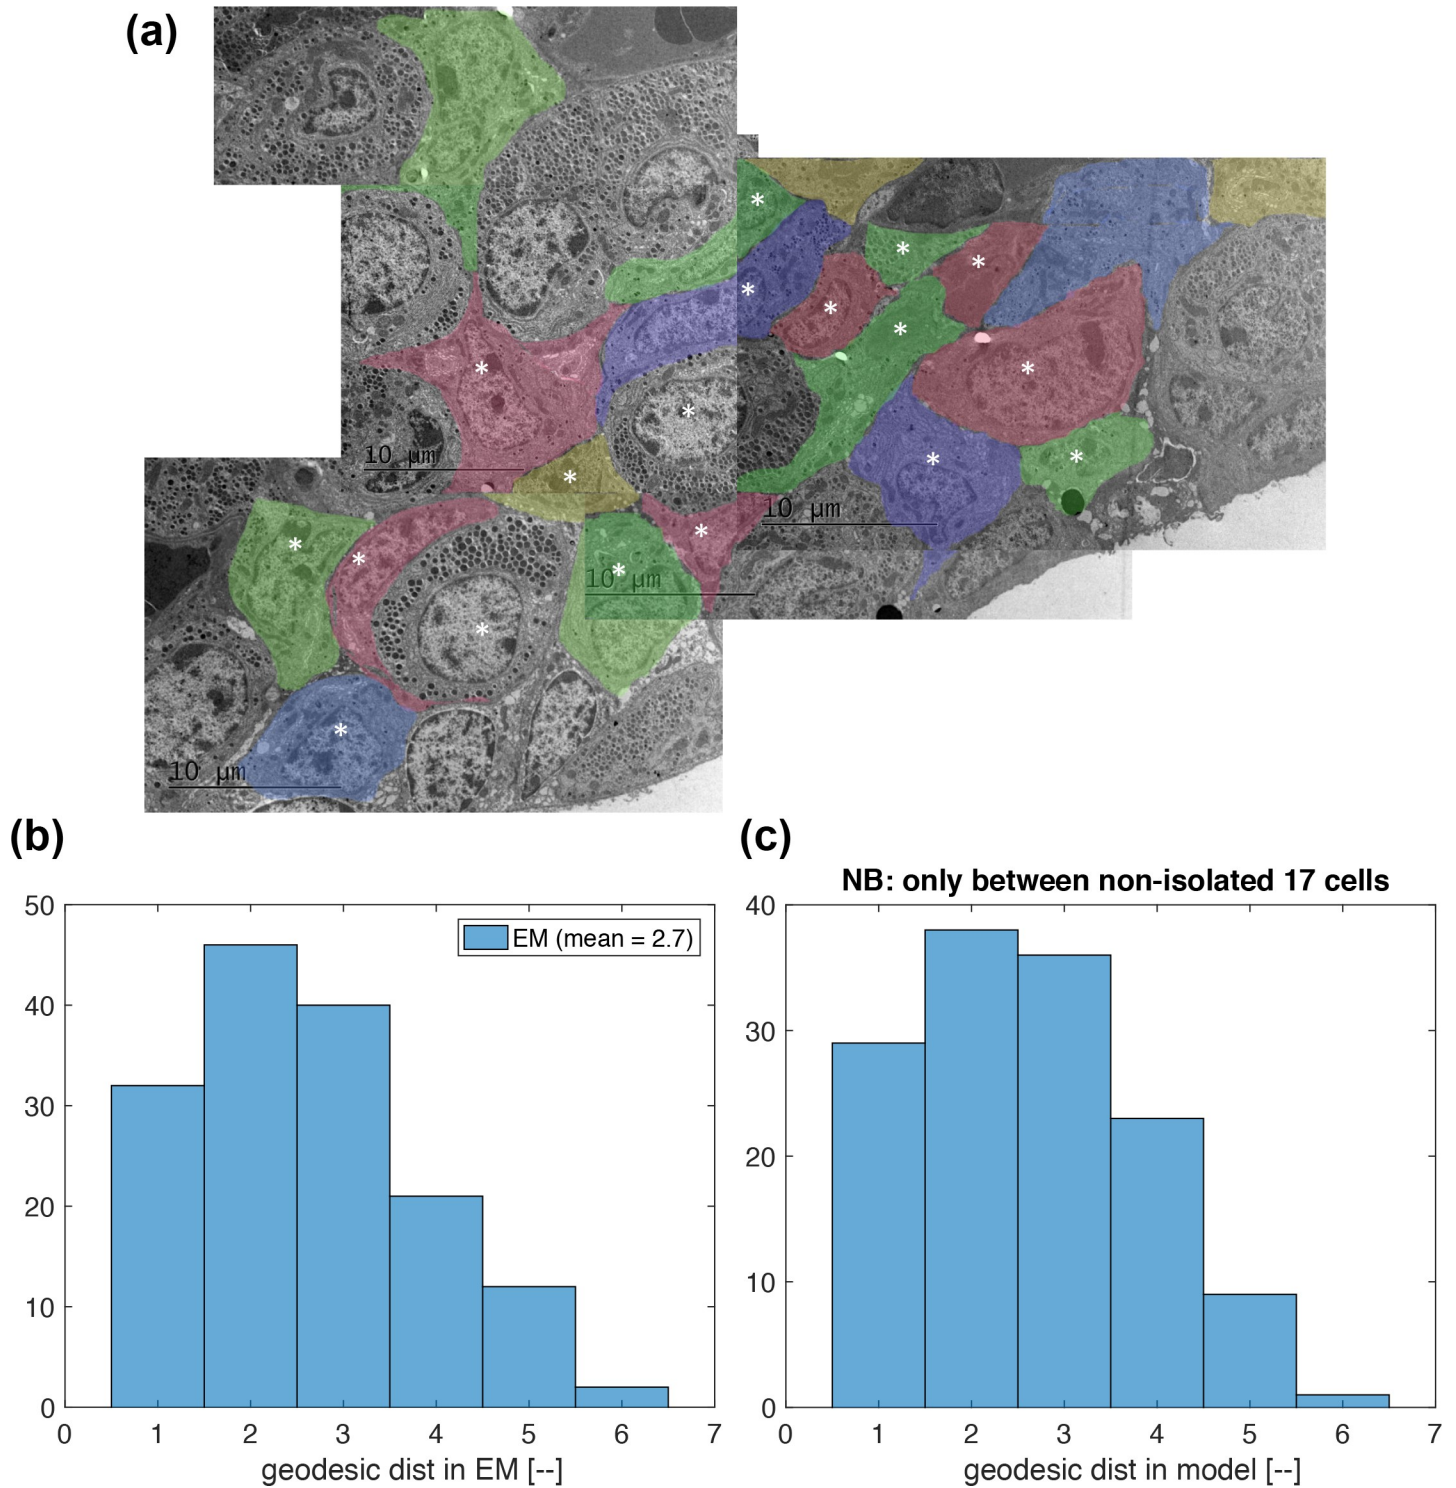 (a)
*
*
*
*
*
*
*
*
*
*
10 µm
*
*
*
10 µm
*
*
*
*
10 µm
*
*
10 µm
(b)
(c)
NB: only between non-isolated 17 cells
50
40
30
20
10
0
EM (mean = 2.7)
0 1 2 3 4 5 6 7
geodesic dist in EM [--]
40
30
20
10
0
0 1 2 3 4 5 6 7
geodesic dist in model [--]